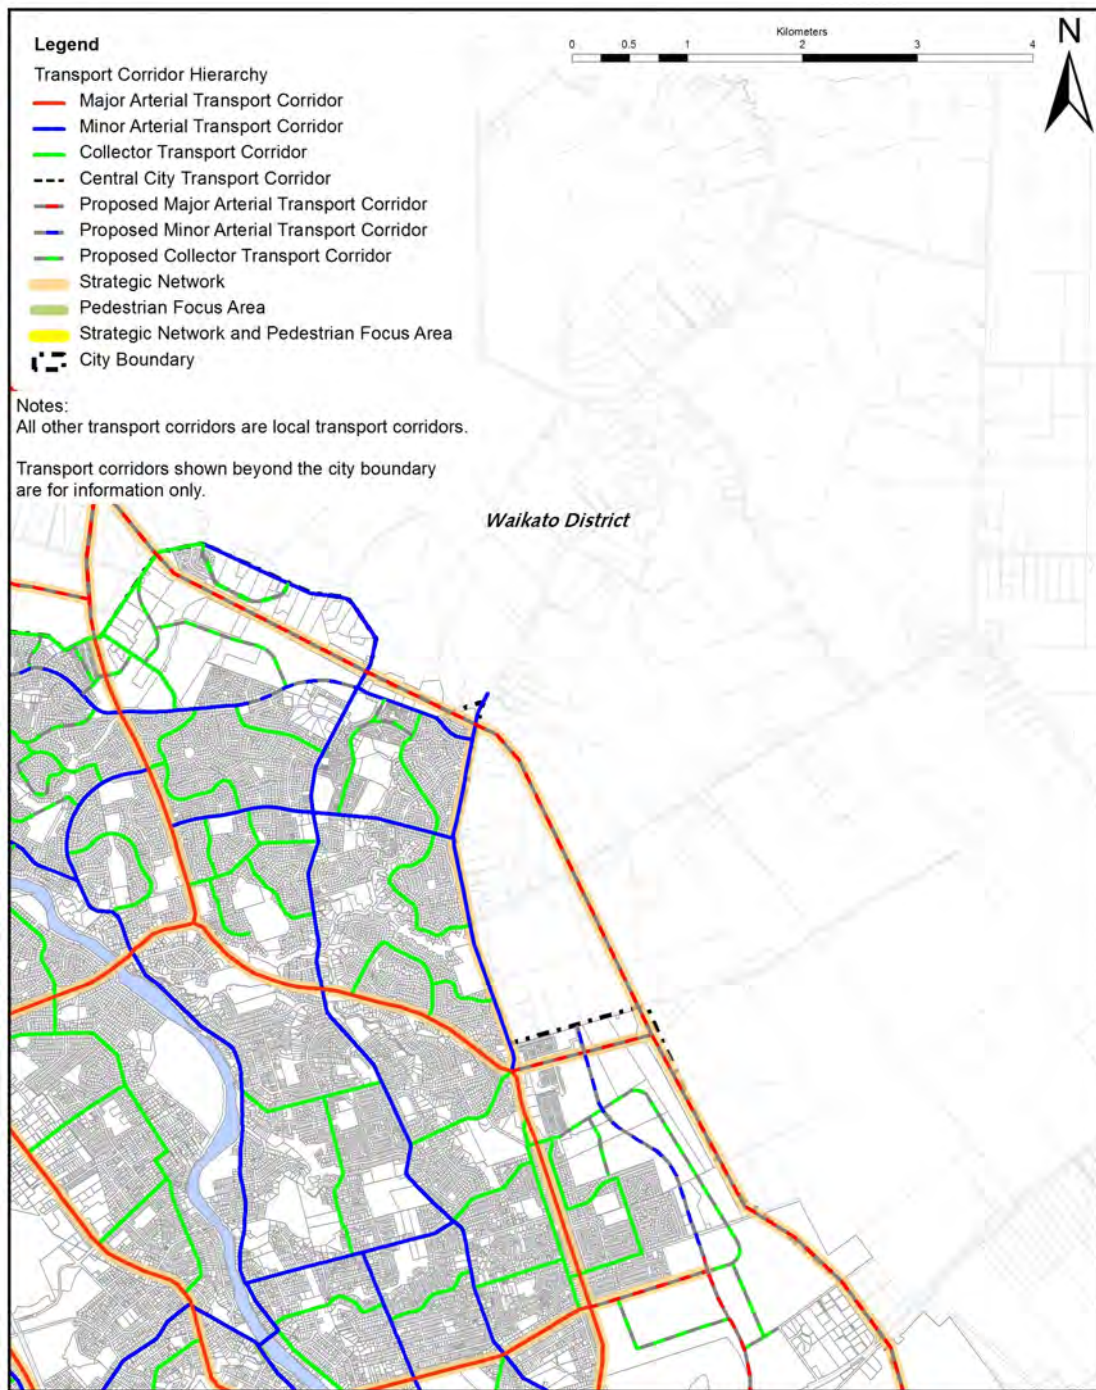 Legend
Transport Corridor Hierarchy
Major Arterial Transport Corridor
Minor Arterial Transport Corridor
Collector Transport Corridor
Central City Transport Corridor
Proposed Major Arterial Transport Corridor
Proposed Minor Arterial Transport Corridor
Proposed Collector Transport Corridor
Strategic Network
Pedestrian Focus Area
Strategic Network and Pedestrian Focus Area
City Boundary
Kilometers
0 0.5 1 2 3 4
N
Notes:
All other transport corridors are local transport corridors.
Transport corridors shown beyond the city boundary
are for information only.
Waikato District